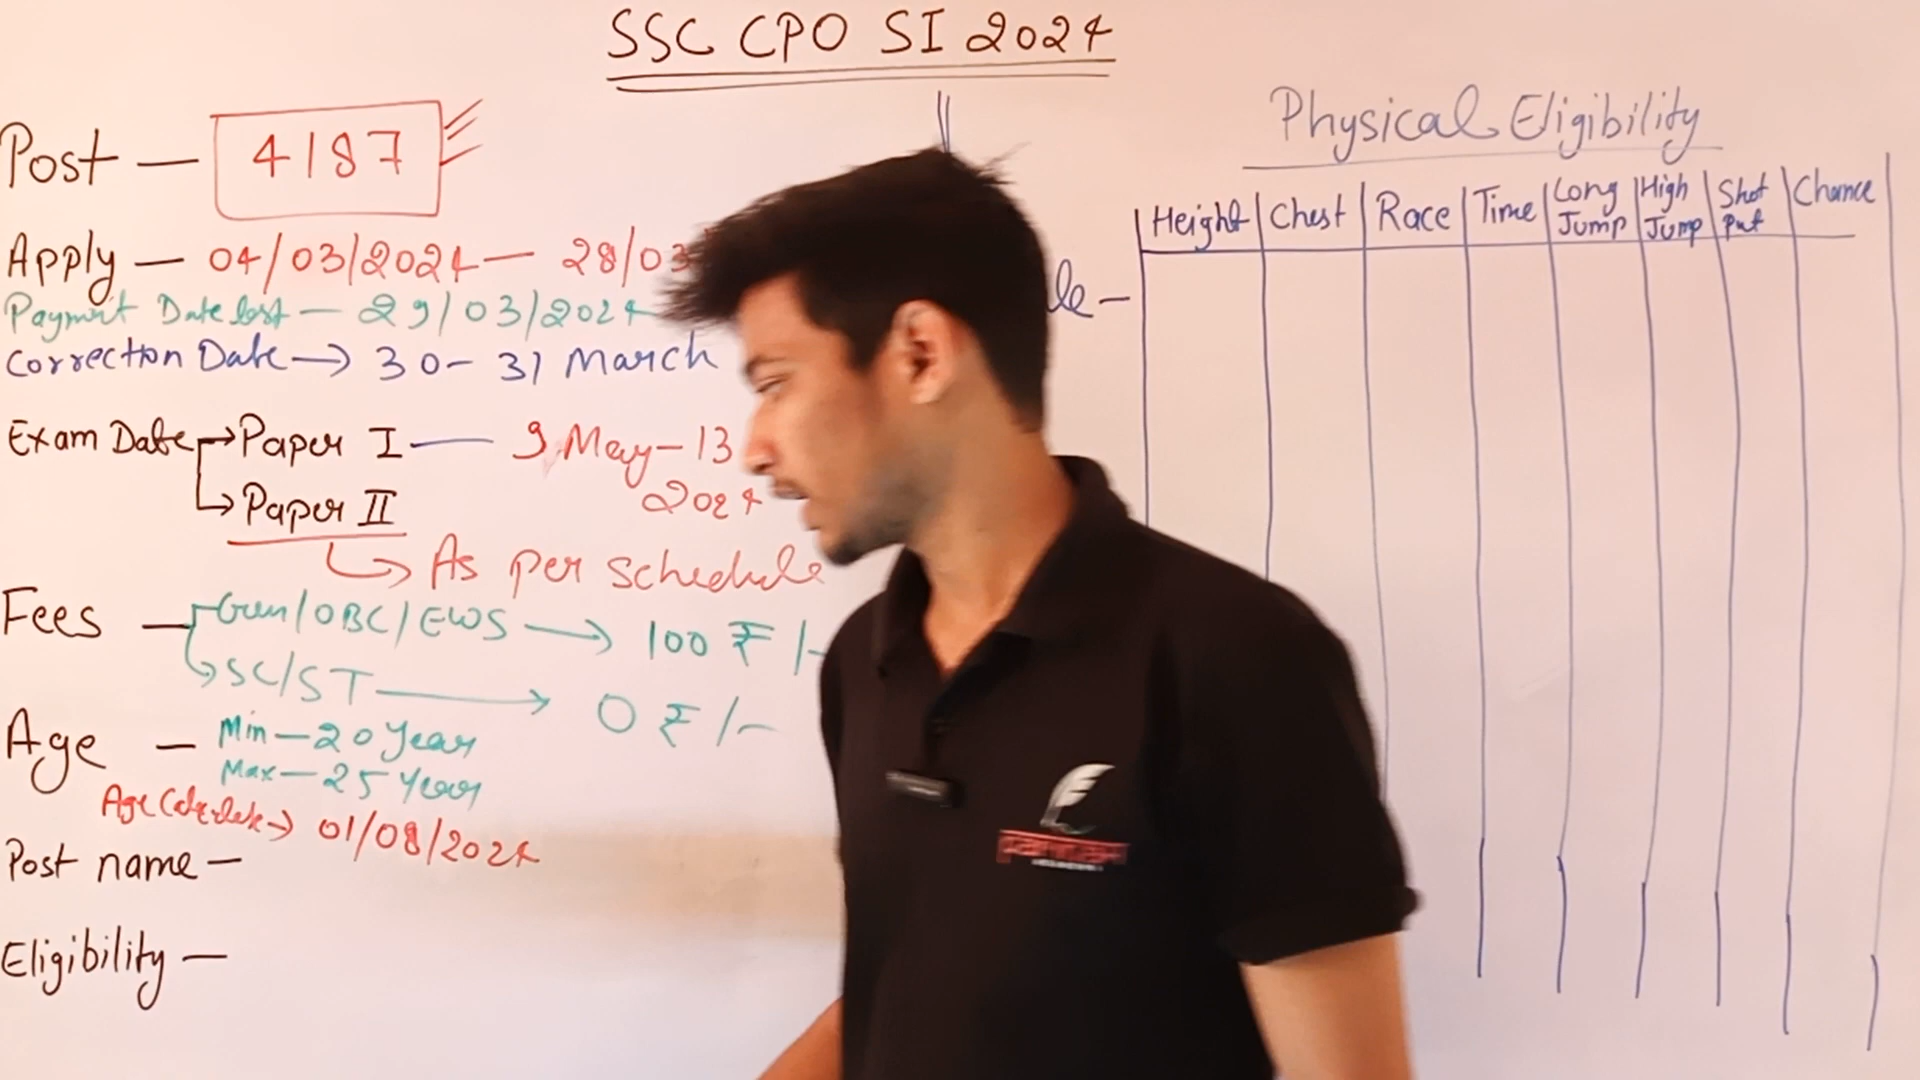 SSC CPO SI 2024
Post — 4187
Apply — 04/03/2024 — 28/03
Payment Date last — 29/03/2024
Correction Date → 30-31 March
Exam Date → Paper I — 9 May-13
2024
→ Paper II
→ As per schedule
Fees — Gen/OBC/EWS → 100 ₹/-
SC/ST → 0 ₹/-
Age — Min — 20 Year
Max — 25 Year
Age → 01/08/2024
Post name —
Eligibility —
Physical Eligibility
Height Chest Race Time Long Jump High Jump Shot Put Chance
le —